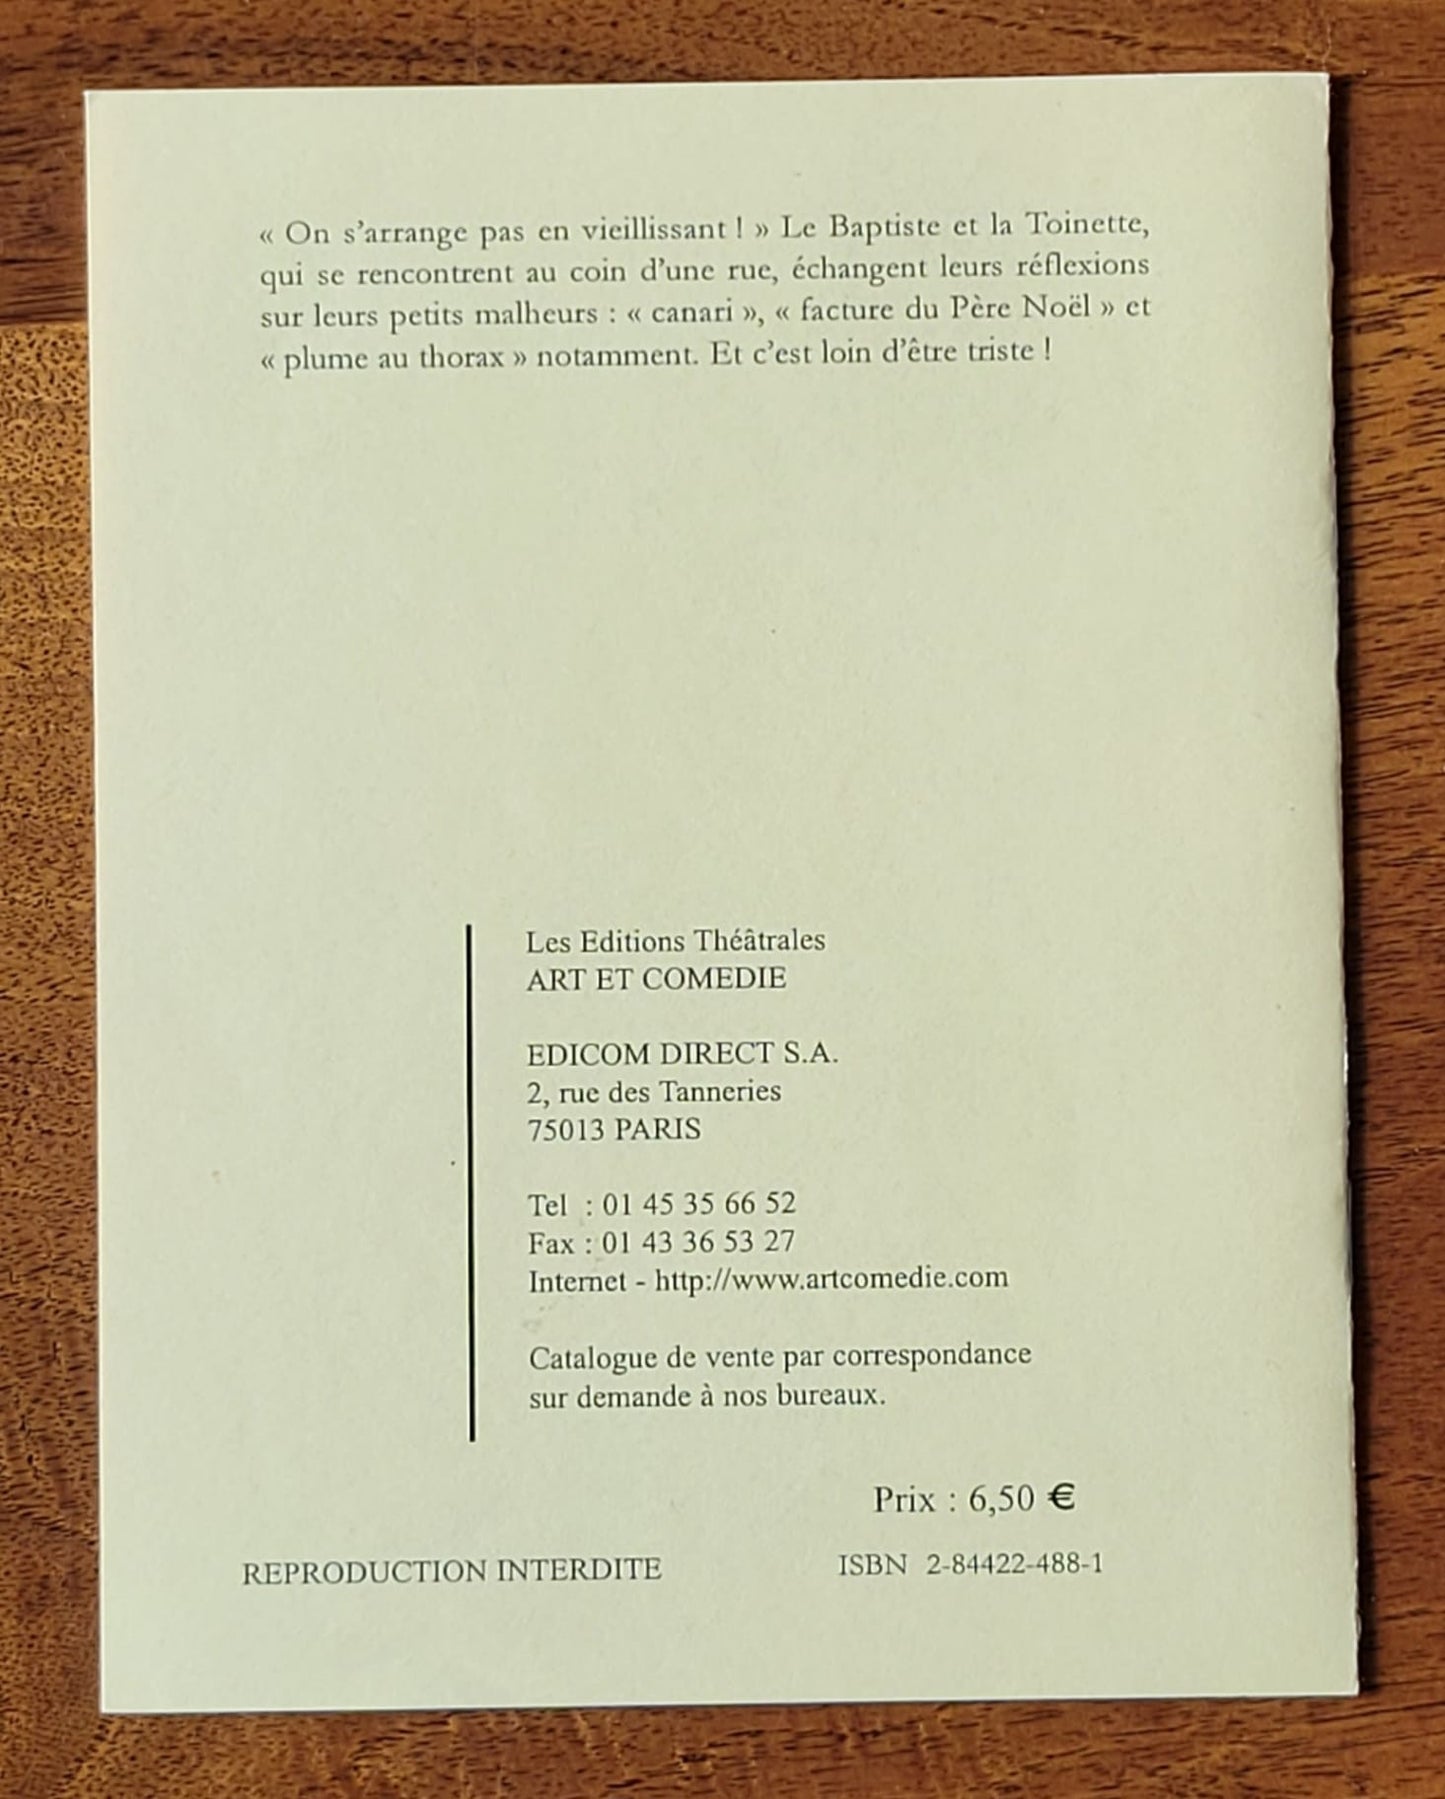 « On s'arrange pas en vieillissant ! » Le Baptiste et la Toinette,
qui se rencontrent au coin d'une rue, échangent leurs réflexions
sur leurs petits malheurs : « canari », « facture du Père Noël » et
« plume au thorax » notamment. Et c'est loin d'être triste !
Les Editions Théâtrales
ART ET COMEDIE
EDICOM DIRECT S.A.
2, rue des Tanneries
75013 PARIS
Tel : 01 45 35 66 52
Fax : 01 43 36 53 27
Internet - http://www.artcomedie.com
Catalogue de vente par correspondance
sur demande à nos bureaux.
Prix : 6,50 €
REPRODUCTION INTERDITE
ISBN 2-84422-488-1